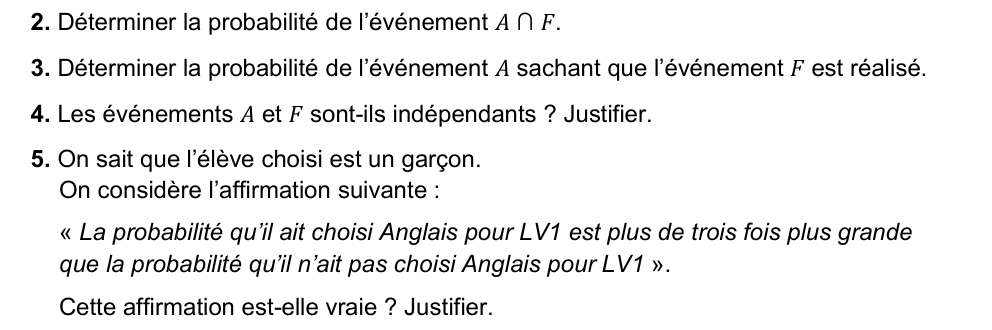 2. Déterminer la probabilité de l’événement A ∩ F.
3. Déterminer la probabilité de l’événement A sachant que l’événement F est réalisé.
4. Les événements A et F sont-ils indépendants ? Justifier.
5. On sait que l’élève choisi est un garçon.
On considère l’affirmation suivante :
« La probabilité qu’il ait choisi Anglais pour LV1 est plus de trois fois plus grande
que la probabilité qu’il n’ait pas choisi Anglais pour LV1 ».
Cette affirmation est-elle vraie ? Justifier.